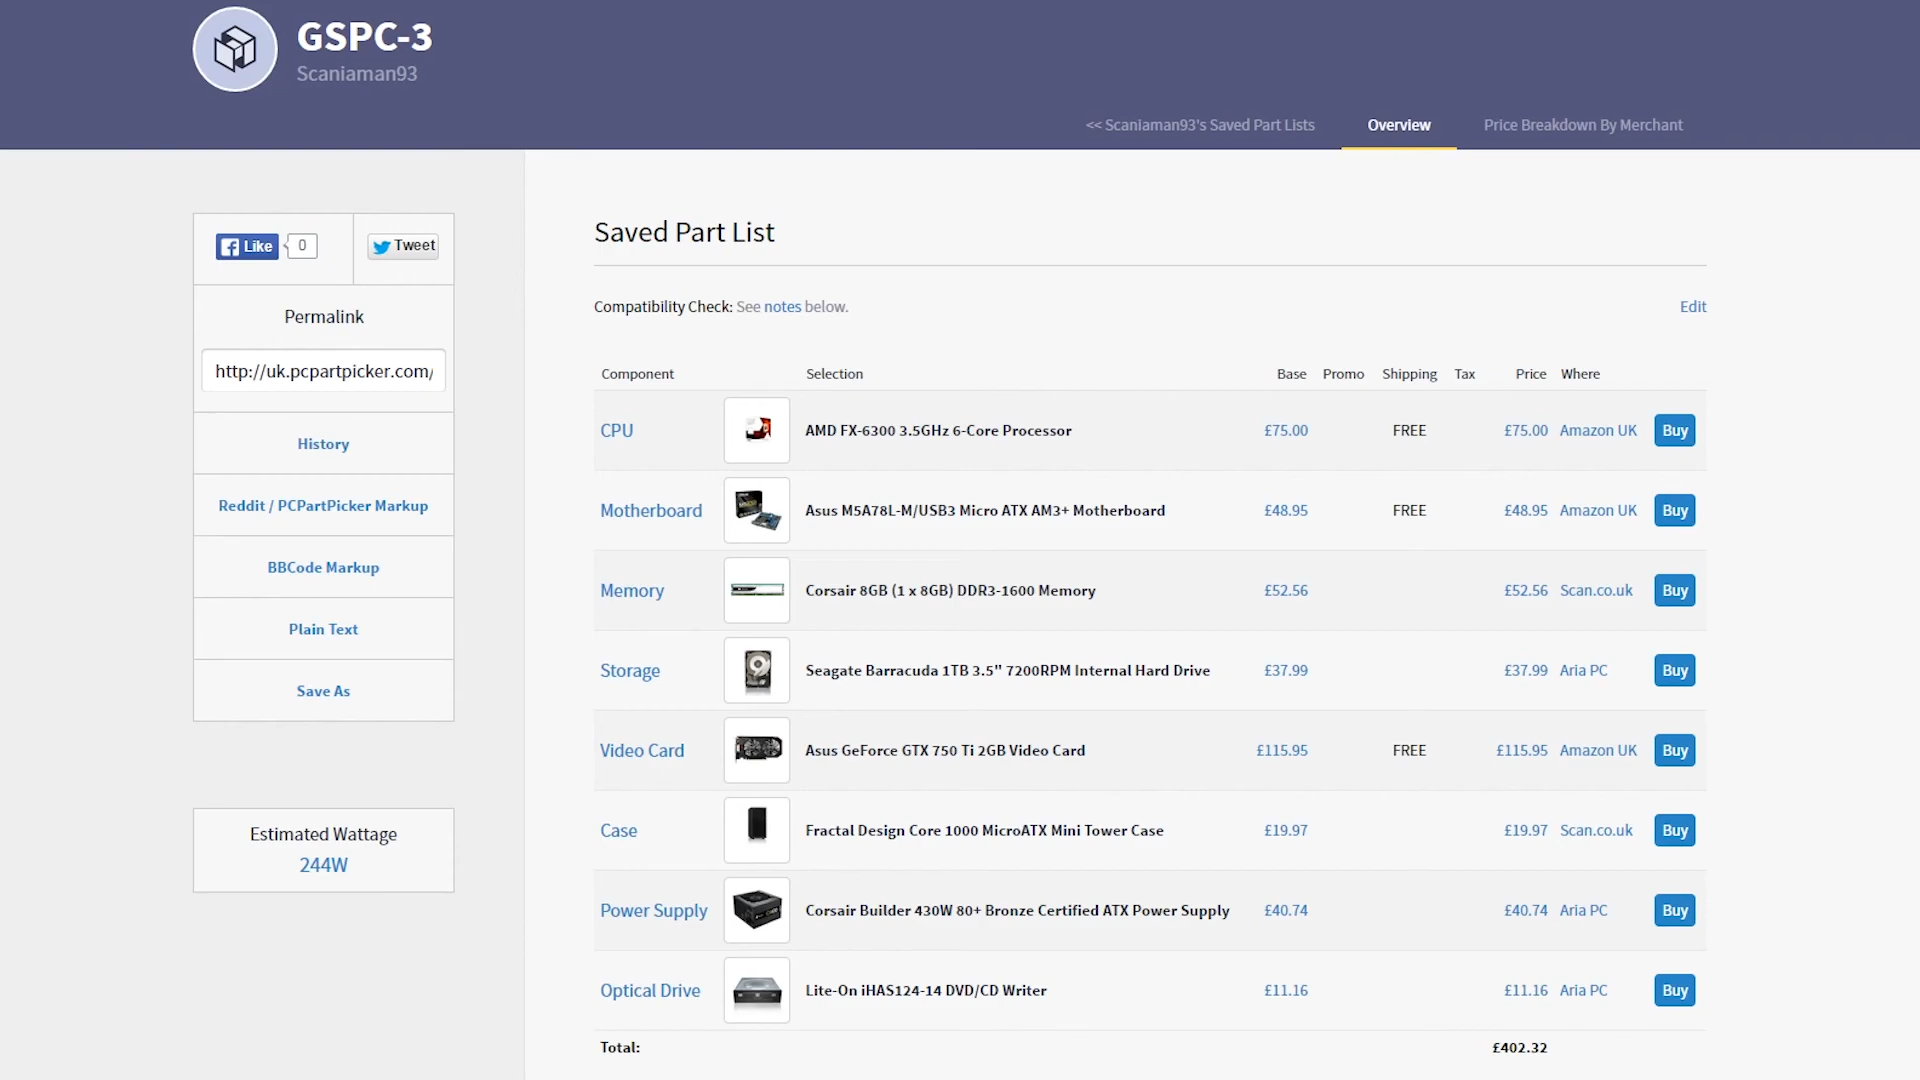 GSPC-3
Scaniaman93
<< Scaniaman93's Saved Part Lists Overview Price Breakdown By Merchant
Like 0 Tweet
Permalink
http://uk.pcpartpicker.com/
History
Reddit / PCPartPicker Markup
BBCode Markup
Plain Text
Save As
Estimated Wattage
244W
Saved Part List
Compatibility Check: See notes below. Edit
Component Selection Base Promo Shipping Tax Price Where
CPU AMD FX-6300 3.5GHz 6-Core Processor £75.00 FREE £75.00 Amazon UK Buy
Motherboard Asus M5A78L-M/USB3 Micro ATX AM3+ Motherboard £48.95 FREE £48.95 Amazon UK Buy
Memory Corsair 8GB (1 x 8GB) DDR3-1600 Memory £52.56 £52.56 Scan.co.uk Buy
Storage Seagate Barracuda 1TB 3.5" 7200RPM Internal Hard Drive £37.99 £37.99 Aria PC Buy
Video Card Asus GeForce GTX 750 Ti 2GB Video Card £115.95 FREE £115.95 Amazon UK Buy
Case Fractal Design Core 1000 MicroATX Mini Tower Case £19.97 £19.97 Scan.co.uk Buy
Power Supply Corsair Builder 430W 80+ Bronze Certified ATX Power Supply £40.74 £40.74 Aria PC Buy
Optical Drive Lite-On iHAS124-14 DVD/CD Writer £11.16 £11.16 Aria PC Buy
Total: £402.32